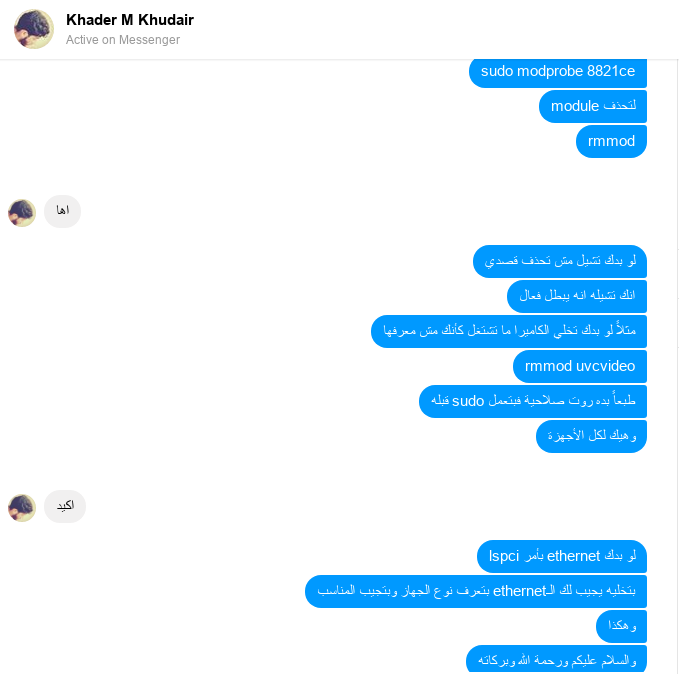 Khader M Khudair
Active on Messenger
sudo modprobe 8821ce
لتحذف module
rmmod
اها
لو بدك تشيل مش تحذف قصدي
انك تشيله انه يبطل فعال
مثلاً لو بدك تخلي الكاميرا ما تشتغل كأنك مش معرفها
rmmod uvcvideo
طبعاً بده روت صلاحية فبتعمل sudo قبله
وهيك لكل الأجهزة
اكيد
لو بدك ethernet بأمر lspci
بتخليه يجيب لك الـethernet بتعرف نوع الجهاز وبتجيب المناسب
وهكذا
والسلام عليكم ورحمة الله وبركاته